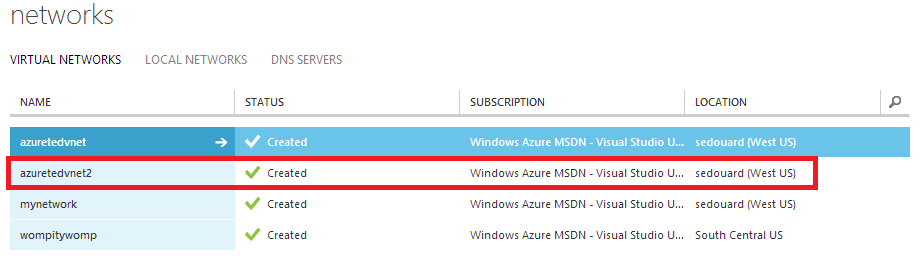 networks
VIRTUAL NETWORKS LOCAL NETWORKS DNS SERVERS
NAME STATUS SUBSCRIPTION LOCATION
azuretedvnet Created Windows Azure MSDN - Visual Studio U... sedouard (West US)
azuretedvnet2 Created Windows Azure MSDN - Visual Studio U... sedouard (West US)
mynetwork Created Windows Azure MSDN - Visual Studio U... sedouard (West US)
wompitywomp Created Windows Azure MSDN - Visual Studio U... South Central US